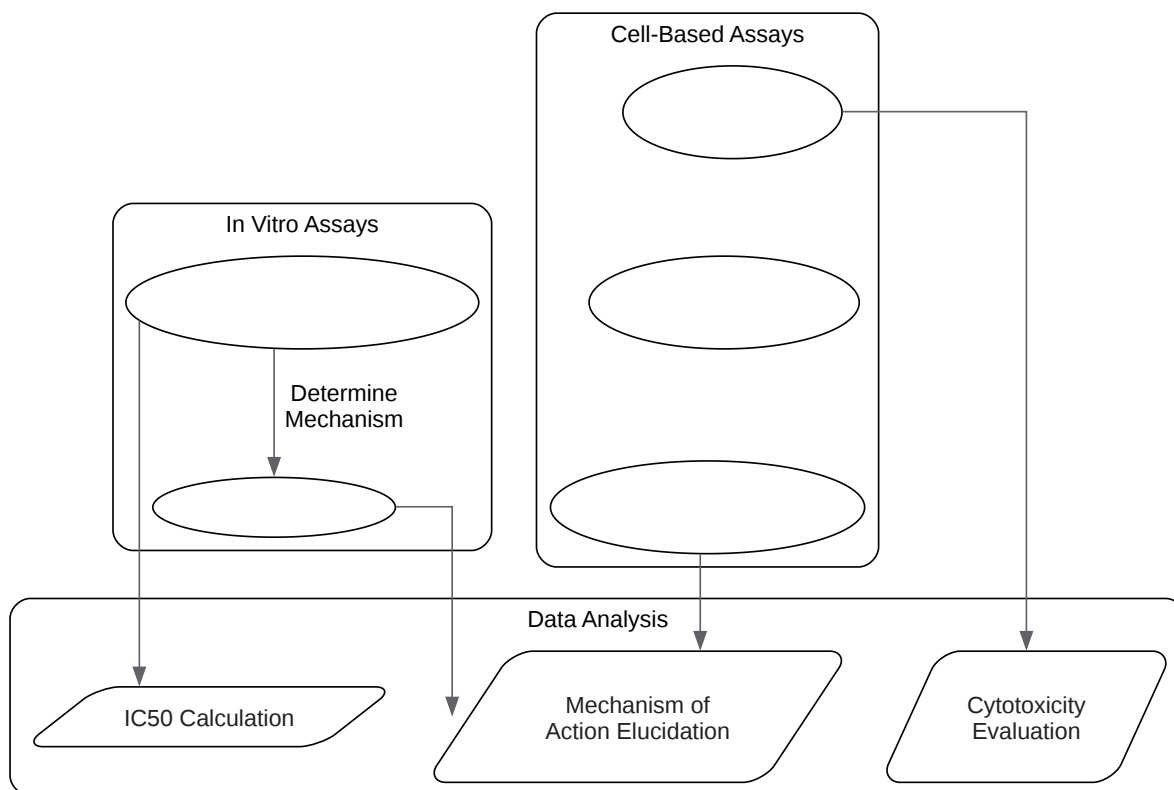 Cell-Based Assays
In Vitro Assays
Determine
Mechanism
Data Analysis
IC50 Calculation
Mechanism of
Action Elucidation
Cytotoxicity
Evaluation